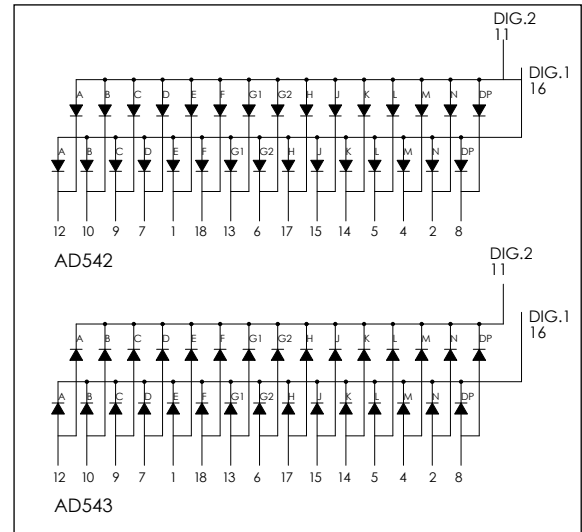 DIG.2
11
DIG.1
16
A B C D E F G1 G2 H J K L M N DP
A B C D E F G1 G2 H J K L M N DP
12 10 9 7 1 18 13 6 17 15 14 5 4 2 8
AD542
DIG.2
11
DIG.1
16
A B C D E F G1 G2 H J K L M N DP
A B C D E F G1 G2 H J K L M N DP
12 10 9 7 1 18 13 6 17 15 14 5 4 2 8
AD543